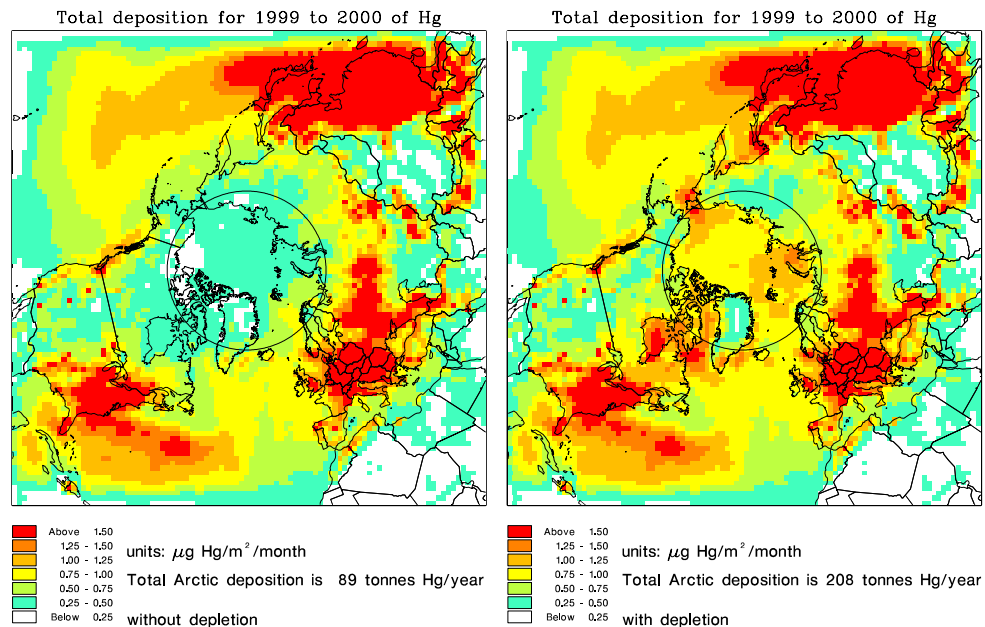 Total deposition for 1999 to 2000 of Hg
Above 1.50
1.25 - 1.50
1.00 - 1.25
0.75 - 1.00
0.50 - 0.75
0.25 - 0.50
Below 0.25
units: μg Hg/m²/month
Total Arctic deposition is 89 tonnes Hg/year
without depletion
Total deposition for 1999 to 2000 of Hg
Above 1.50
1.25 - 1.50
1.00 - 1.25
0.75 - 1.00
0.50 - 0.75
0.25 - 0.50
Below 0.25
units: μg Hg/m²/month
Total Arctic deposition is 208 tonnes Hg/year
with depletion